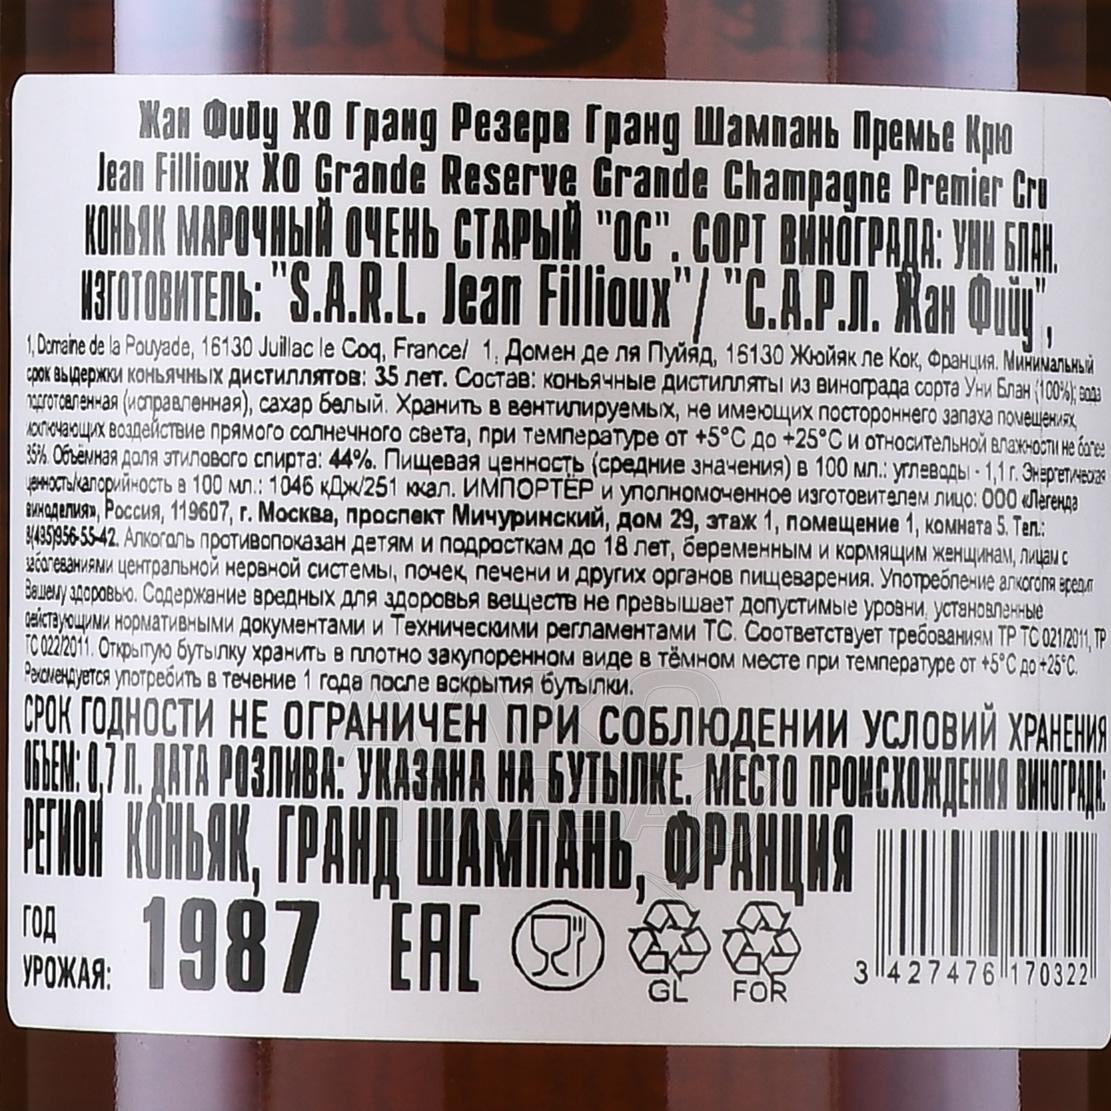 Жан Фийу ХО Гранд Резерв Гранд Шампань Премье Крю
Jean Fillioux XO Grande Reserve Grande Champagne Premier Cru
КОНЬЯК МАРОЧНЫЙ ОЧЕНЬ СТАРЫЙ "ОС". СОРТ ВИНОГРАДА: УНИ БЛАН.
ИЗГОТОВИТЕЛЬ: "S.A.R.L. Jean Fillioux"/ "С.А.Р.Л. Жан Фийу",
1, Domaine de la Pouyade, 16130 Juillac le Coq, France/ 1, Домен де ля Пуйяд, 16130 Жюйяк ле Кок, Франция. Минимальный
срок выдержки коньячных дистиллятов: 35 лет. Состав: коньячные дистилляты из винограда сорта Уни Блан (100%); вода
подготовленная (исправленная), сахар белый. Хранить в вентилируемых, не имеющих постороннего запаха помещениях,
исключающих воздействие прямого солнечного света, при температуре от +5°C до +25°C и относительной влажности не более
85%. Объёмная доля этилового спирта: 44%. Пищевая ценность (средние значения) в 100 мл.: углеводы - 1,1 г. Энергетическая
ценность/калорийность в 100 мл.: 1046 кДж/251 ккал. ИМПОРТЁР и уполномоченное изготовителем лицо: ООО «Легенда
виноделия», Россия, 119607, г. Москва, проспект Мичуринский, дом 29, этаж 1, помещение 1, комната 5. Тел.:
8(495)956-55-42. Алкоголь противопоказан детям и подросткам до 18 лет, беременным и кормящим женщинам, лицам с
заболеваниями центральной нервной системы, почек, печени и других органов пищеварения. Употребление алкоголя вредит
Вашему здоровью. Содержание вредных для здоровья веществ не превышает допустимые уровни, установленные
действующими нормативными документами и Техническими регламентами ТС. Соответствует требованиям ТР ТС 021/2011, ТР
ТС 022/2011. Открытую бутылку хранить в плотно закупоренном виде в тёмном месте при температуре от +5°C до +25°C.
Рекомендуется употребить в течение 1 года после вскрытия бутылки.
СРОК ГОДНОСТИ НЕ ОГРАНИЧЕН ПРИ СОБЛЮДЕНИИ УСЛОВИЙ ХРАНЕНИЯ
ОБЪЕМ: 0,7 Л. ДАТА РОЗЛИВА: УКАЗАНА НА БУТЫЛКЕ. МЕСТО ПРОИСХОЖДЕНИЯ ВИНОГРАДА:
РЕГИОН КОНЬЯК, ГРАНД ШАМПАНЬ, ФРАНЦИЯ
ГОД
УРОЖАЯ: 1987 EAC
GL FOR
3 427476 170322